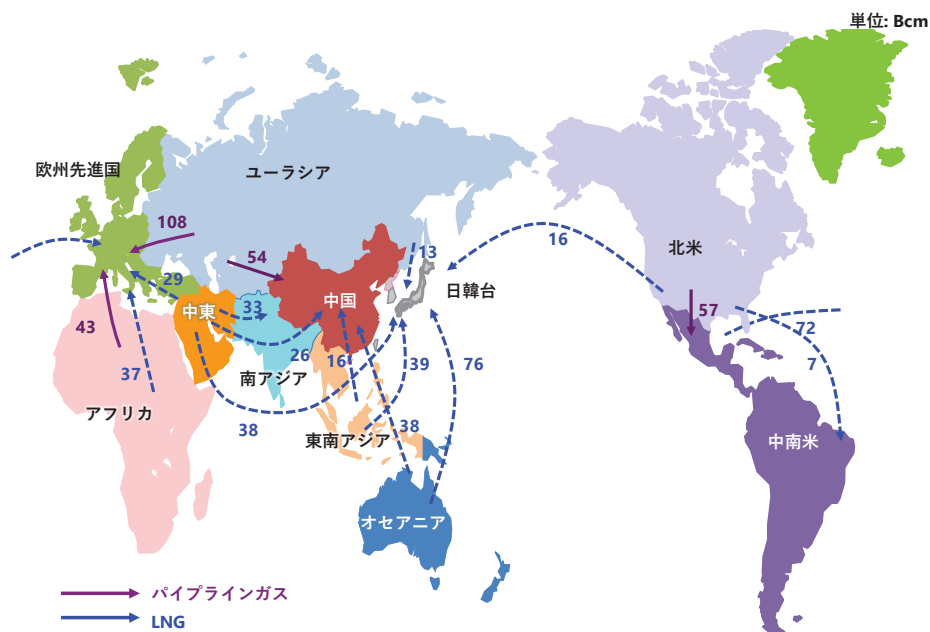 単位: Bcm
欧州先進国
ユーラシア
108
54
13
16
北米
日韓台
29
中東
33
中国
57
43
26
16
39
76
72
7
37
南アジア
アフリカ
38
東南アジア
38
中南米
オセアニア
パイプラインガス
LNG